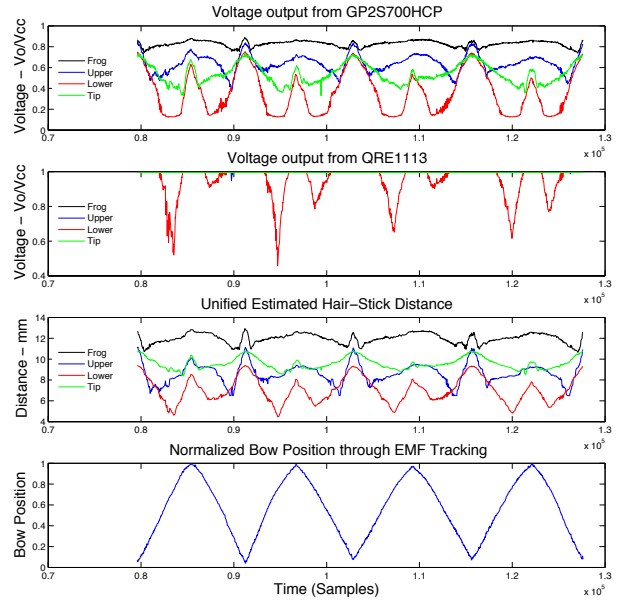 Voltage output from GP2S700HCP
Voltage – Vo/Vcc
1
0.8
0.6
0.4
0.2
0
Frog
Upper
Lower
Tip
0.7 0.8 0.9 1 1.1 1.2 1.3
x 10^5
Voltage output from QRE1113
Voltage – Vo/Vcc
1
0.8
0.6
0.4
Frog
Upper
Lower
Tip
0.7 0.8 0.9 1 1.1 1.2 1.3
x 10^5
Unified Estimated Hair–Stick Distance
Distance – mm
14
12
10
8
6
4
Frog
Upper
Lower
Tip
0.7 0.8 0.9 1 1.1 1.2 1.3
x 10^5
Normalized Bow Position through EMF Tracking
Bow Position
1
0.8
0.6
0.4
0.2
0
0.7 0.8 0.9 1 1.1 1.2 1.3
x 10^5
Time (Samples)